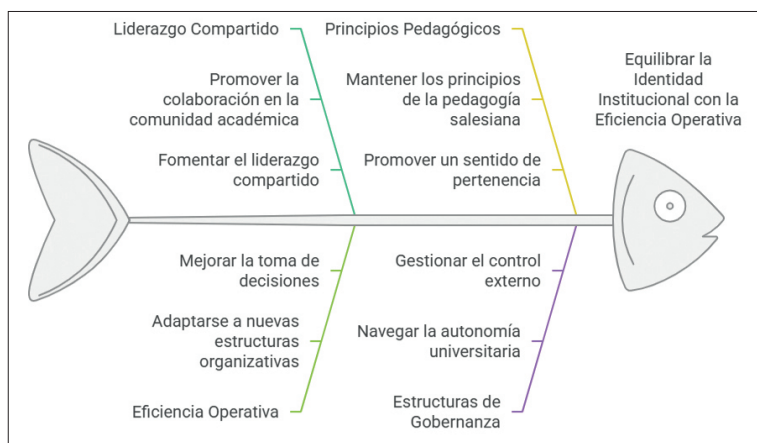 Liderazgo Compartido
Promover la
colaboración en la
comunidad académica
Fomentar el liderazgo
compartido
Principios Pedagógicos
Mantener los principios
de la pedagogía
salesiana
Promover un sentido de
pertenencia
Equilibrar la
Identidad
Institucional con la
Eficiencia Operativa
Mejorar la toma de
decisiones
Adaptarse a nuevas
estructuras
organizativas
Eficiencia Operativa
Gestionar el control
externo
Navegar la autonomía
universitaria
Estructuras de
Gobernanza